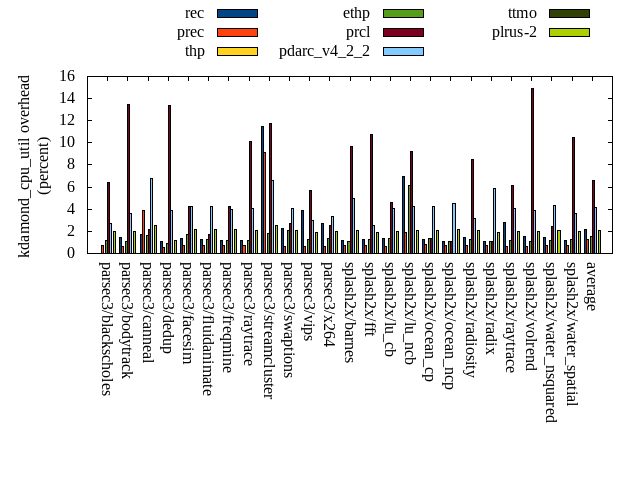 rec
prec
thp
ethp
prcl
pdarc_v4_2_2
ttmo
plrus-2
kdamond_cpu_util overhead
(percent)
16
14
12
10
8
6
4
2
0
parsec3/blackscholes
parsec3/bodytrack
parsec3/canneal
parsec3/dedup
parsec3/facesim
parsec3/fluidanimate
parsec3/freqmine
parsec3/raytrace
parsec3/streamcluster
parsec3/swaptions
parsec3/vips
parsec3/x264
splash2x/barnes
splash2x/fft
splash2x/lu_cb
splash2x/lu_ncb
splash2x/ocean_cp
splash2x/ocean_ncp
splash2x/radiosity
splash2x/radix
splash2x/raytrace
splash2x/volrend
splash2x/water_nsquared
splash2x/water_spatial
average